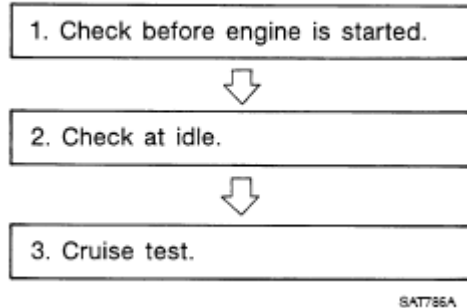 1. Check before engine is started.
2. Check at idle.
3. Cruise test.
SAT786A